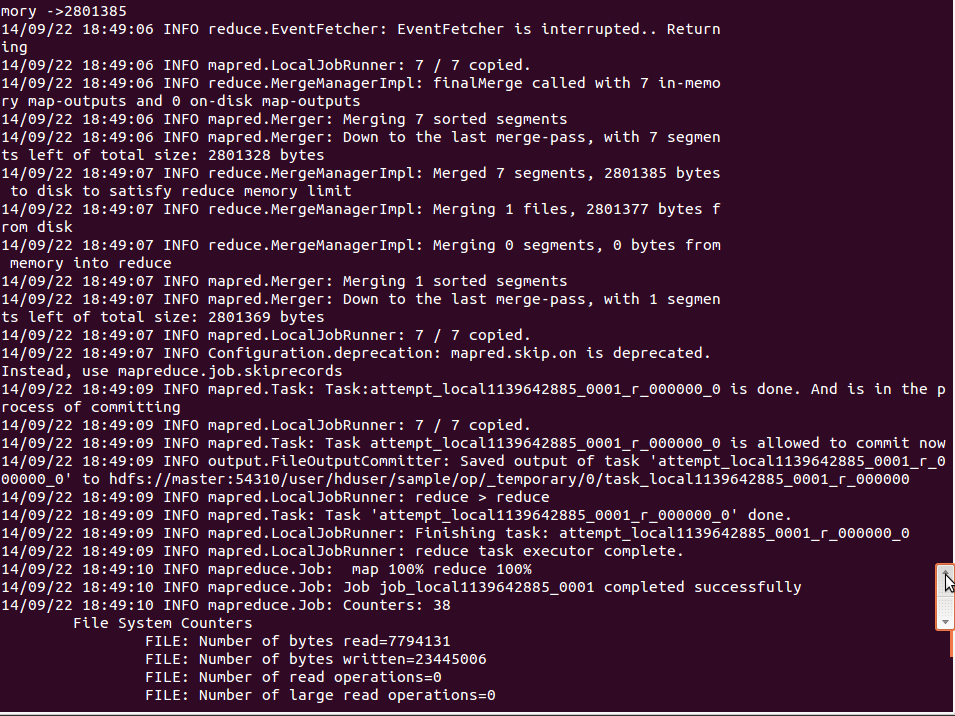 mory ->2801385
14/09/22 18:49:06 INFO reduce.EventFetcher: EventFetcher is interrupted.. Return
ing
14/09/22 18:49:06 INFO mapred.LocalJobRunner: 7 / 7 copied.
14/09/22 18:49:06 INFO reduce.MergeManagerImpl: finalMerge called with 7 in-memo
ry map-outputs and 0 on-disk map-outputs
14/09/22 18:49:06 INFO mapred.Merger: Merging 7 sorted segments
14/09/22 18:49:06 INFO mapred.Merger: Down to the last merge-pass, with 7 segmen
ts left of total size: 2801328 bytes
14/09/22 18:49:07 INFO reduce.MergeManagerImpl: Merged 7 segments, 2801385 bytes
 to disk to satisfy reduce memory limit
14/09/22 18:49:07 INFO reduce.MergeManagerImpl: Merging 1 files, 2801377 bytes f
rom disk
14/09/22 18:49:07 INFO reduce.MergeManagerImpl: Merging 0 segments, 0 bytes from
 memory into reduce
14/09/22 18:49:07 INFO mapred.Merger: Merging 1 sorted segments
14/09/22 18:49:07 INFO mapred.Merger: Down to the last merge-pass, with 1 segmen
ts left of total size: 2801369 bytes
14/09/22 18:49:07 INFO mapred.LocalJobRunner: 7 / 7 copied.
14/09/22 18:49:07 INFO Configuration.deprecation: mapred.skip.on is deprecated.
Instead, use mapreduce.job.skiprecords
14/09/22 18:49:09 INFO mapred.Task: Task:attempt_local1139642885_0001_r_000000_0 is done. And is in the p
rocess of committing
14/09/22 18:49:09 INFO mapred.LocalJobRunner: 7 / 7 copied.
14/09/22 18:49:09 INFO mapred.Task: Task attempt_local1139642885_0001_r_000000_0 is allowed to commit now
14/09/22 18:49:09 INFO output.FileOutputCommitter: Saved output of task 'attempt_local1139642885_0001_r_0
00000_0' to hdfs://master:54310/user/hduser/sample/op/_temporary/0/task_local1139642885_0001_r_000000
14/09/22 18:49:09 INFO mapred.LocalJobRunner: reduce > reduce
14/09/22 18:49:09 INFO mapred.Task: Task 'attempt_local1139642885_0001_r_000000_0' done.
14/09/22 18:49:09 INFO mapred.LocalJobRunner: Finishing task: attempt_local1139642885_0001_r_000000_0
14/09/22 18:49:09 INFO mapred.LocalJobRunner: reduce task executor complete.
14/09/22 18:49:10 INFO mapreduce.Job:  map 100% reduce 100%
14/09/22 18:49:10 INFO mapreduce.Job: Job job_local1139642885_0001 completed successfully
14/09/22 18:49:10 INFO mapreduce.Job: Counters: 38
        File System Counters
                FILE: Number of bytes read=7794131
                FILE: Number of bytes written=23445006
                FILE: Number of read operations=0
                FILE: Number of large read operations=0